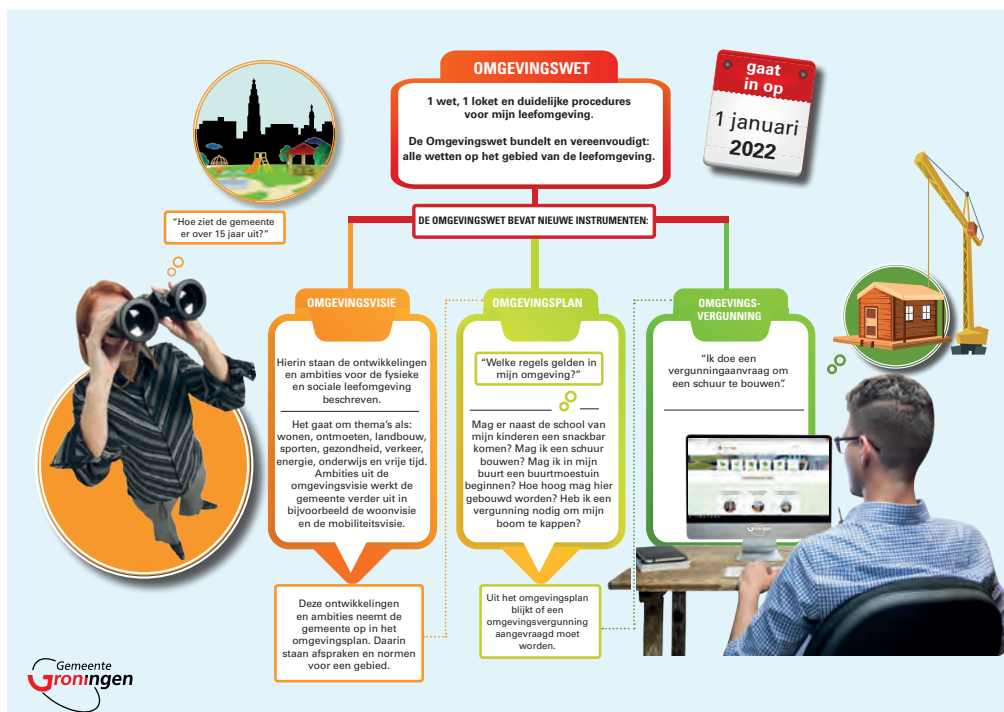 OMGEVINGSWET
1 wet, 1 loket en duidelijke procedures
voor mijn leefomgeving.
De Omgevingswet bundelt en vereenvoudigt:
alle wetten op het gebied van de leefomgeving.
gaat
in op
1 januari
2022
"Hoe ziet de gemeente
er over 15 jaar uit?"
DE OMGEVINGSWET BEVAT NIEUWE INSTRUMENTEN:
OMGEVINGSVISIE
Hierin staan de ontwikkelingen
en ambities voor de fysieke
en sociale leefomgeving
beschreven.
Het gaat om thema's als:
wonen, ontmoeten, landbouw,
sporten, gezondheid, verkeer,
energie, onderwijs en vrije tijd.
Ambities uit de
omgevingsvisie werkt de
gemeente verder uit in
bijvoorbeeld de woonvisie
en de mobiliteitsvisie.
Deze ontwikkelingen
en ambities neemt de
gemeente op in het
omgevingsplan. Daarin
staan afspraken en normen
voor een gebied.
OMGEVINGSPLAN
"Welke regels gelden in
mijn omgeving?"
Mag er naast de school van
mijn kinderen een snackbar
komen? Mag ik een schuur
bouwen? Mag ik in mijn
buurt een buurtmoestuin
beginnen? Hoe hoog mag hier
gebouwd worden? Heb ik een
vergunning nodig om mijn
boom te kappen?
Uit het omgevingsplan
blijkt of een
omgevingsvergunning
aangevraagd moet
worden.
OMGEVINGS-
VERGUNNING
"Ik doe een
vergunningaanvraag om
een schuur te bouwen".
Groningen
Gemeente
Groningen